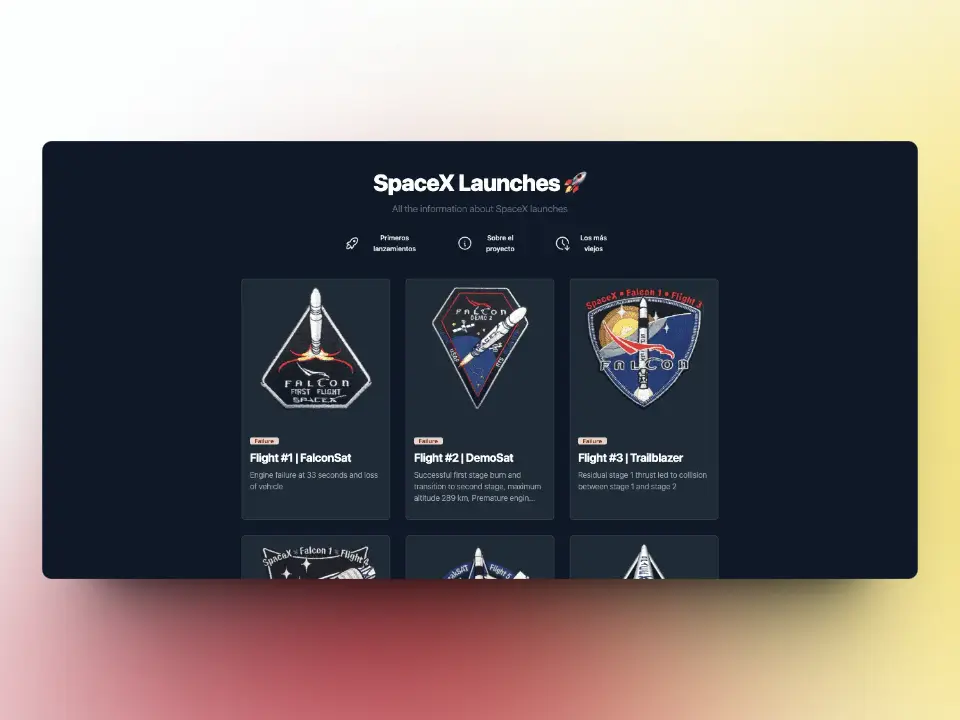 SpaceX Launches 🚀
All the information about SpaceX launches
Primeros
lanzamientos
Sobre el
proyecto
Los más
viejos
FALCON
FIRST FLIGHT
SPACEX
FALCON
DEMO 2
SpaceX * Falcon 1 * Flight 3
FALCON
Failure
Flight #1 | FalconSat
Engine failure at 33 seconds and loss
of vehicle
Failure
Flight #2 | DemoSat
Successful first stage burn and
transition to second stage, maximum
altitude 289 km, Premature engin...
Failure
Flight #3 | Trailblazer
Residual stage 1 thrust led to collision
between stage 1 and stage 2
SpaceX * Falcon 1 * Flight 4
Flight 5